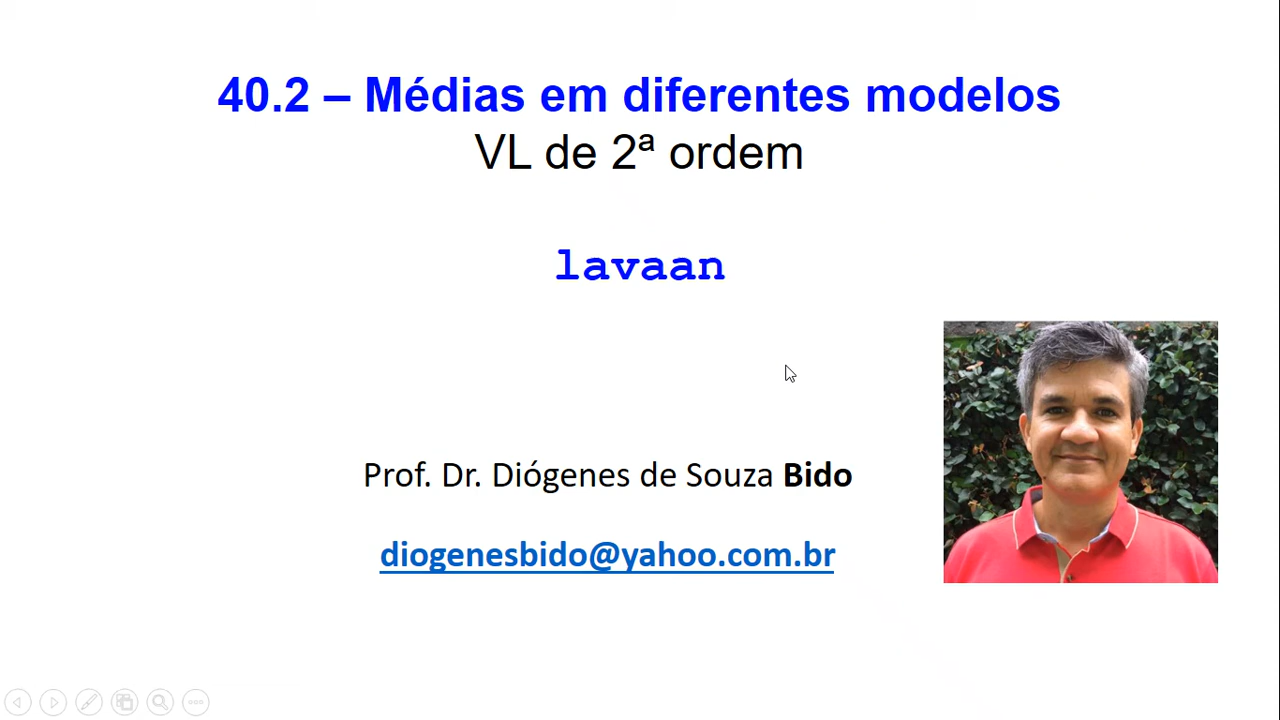 40.2 – Médias em diferentes modelos
VL de 2ª ordem
lavaan
Prof. Dr. Diógenes de Souza Bido
diogenesbido@yahoo.com.br